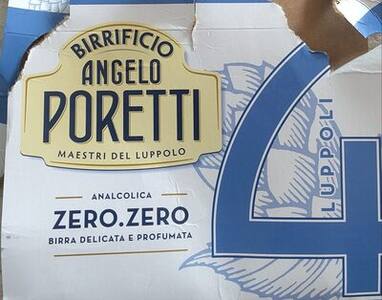 BIRRIFICIO
ANGELO
PORETTI
MAESTRI DEL LUPPOLO
ANALCOLICA
ZERO.ZERO
BIRRA DELICATA E PROFUMATA
4
LUPPOLI